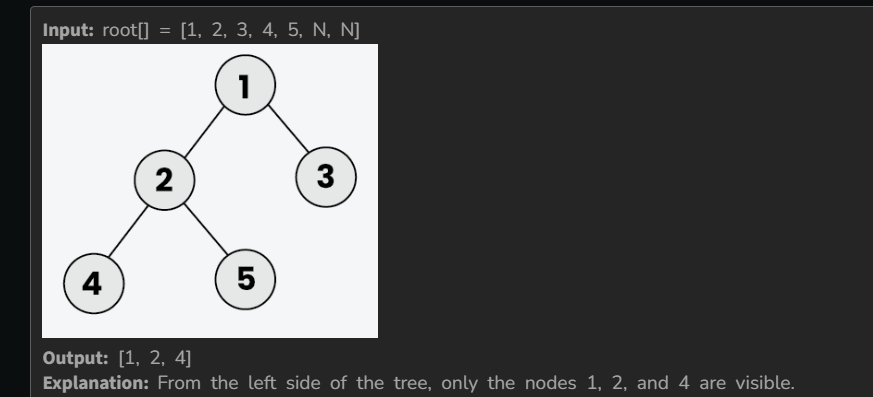 Input: root[] = [1, 2, 3, 4, 5, N, N]
1
2
3
4
5
Output: [1, 2, 4]
Explanation: From the left side of the tree, only the nodes 1, 2, and 4 are visible.